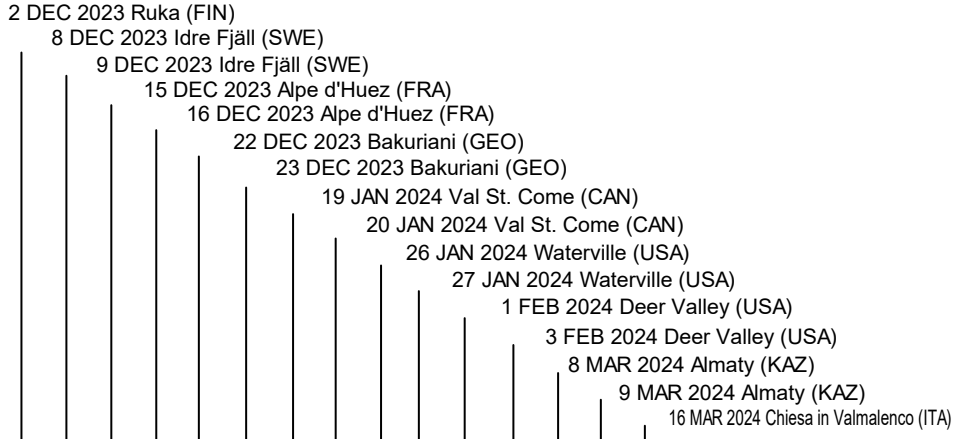 2 DEC 2023 Ruka (FIN)
8 DEC 2023 Idre Fjäll (SWE)
9 DEC 2023 Idre Fjäll (SWE)
15 DEC 2023 Alpe d'Huez (FRA)
16 DEC 2023 Alpe d'Huez (FRA)
22 DEC 2023 Bakuriani (GEO)
23 DEC 2023 Bakuriani (GEO)
19 JAN 2024 Val St. Come (CAN)
20 JAN 2024 Val St. Come (CAN)
26 JAN 2024 Waterville (USA)
27 JAN 2024 Waterville (USA)
1 FEB 2024 Deer Valley (USA)
3 FEB 2024 Deer Valley (USA)
8 MAR 2024 Almaty (KAZ)
9 MAR 2024 Almaty (KAZ)
16 MAR 2024 Chiesa in Valmalenco (ITA)